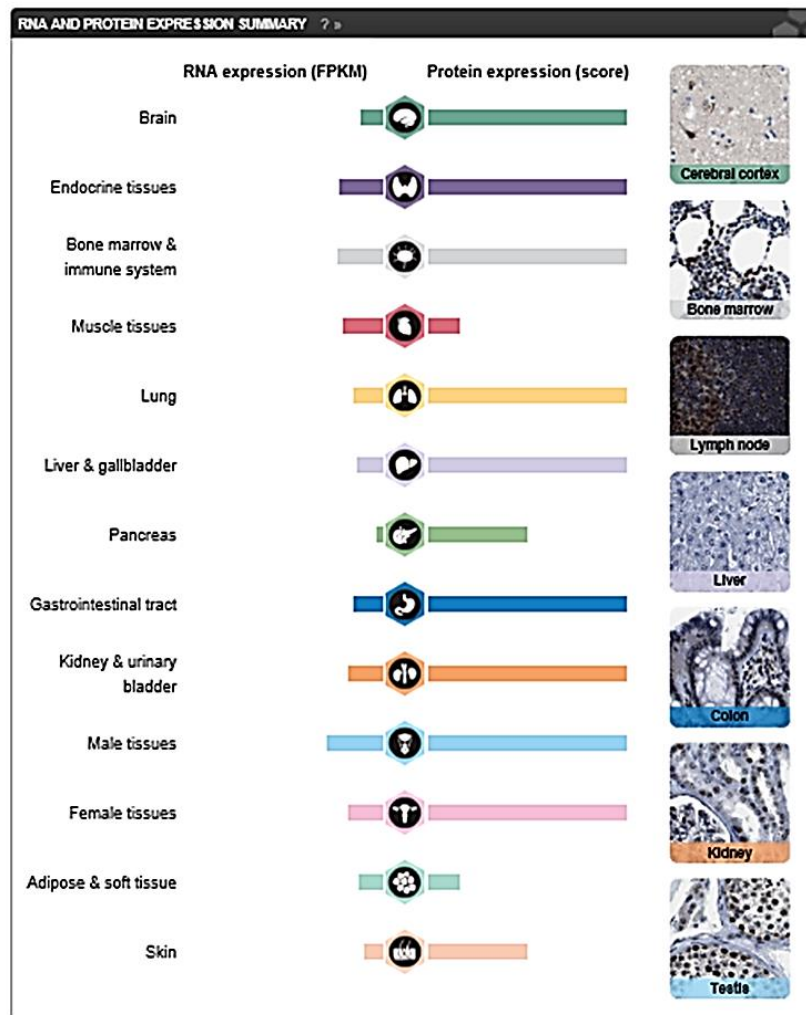 RNA AND PROTEIN EXPRESSION SUMMARY ? »
RNA expression (FPKM) Protein expression (score)
Brain
Endocrine tissues
Bone marrow &
immune system
Muscle tissues
Lung
Liver & gallbladder
Pancreas
Gastrointestinal tract
Kidney & urinary
bladder
Male tissues
Female tissues
Adipose & soft tissue
Skin
Cerebral cortex
Bone marrow
Lymph node
Liver
Colon
Kidney
Testis